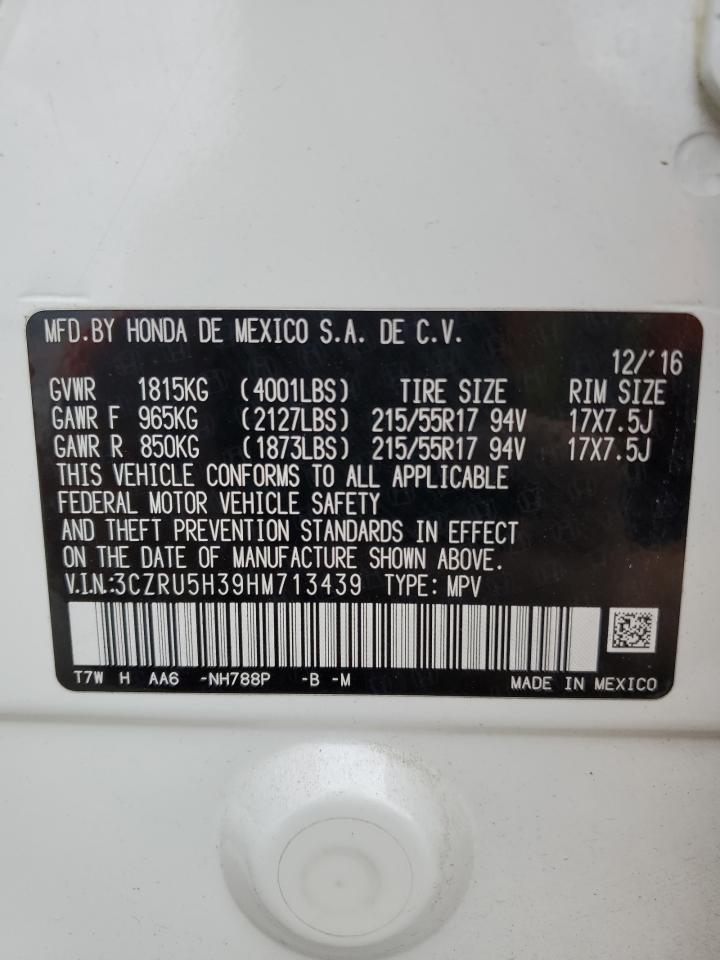 MFD.BY HONDA DE MEXICO S.A. DE C.V.
12/'16
GVWR 1815KG (4001LBS) TIRE SIZE RIM SIZE
GAWR F 965KG (2127LBS) 215/55R17 94V 17X7.5J
GAWR R 850KG (1873LBS) 215/55R17 94V 17X7.5J
THIS VEHICLE CONFORMS TO ALL APPLICABLE
FEDERAL MOTOR VEHICLE SAFETY
AND THEFT PREVENTION STANDARDS IN EFFECT
ON THE DATE OF MANUFACTURE SHOWN ABOVE.
V.I.N.:3CZRU5H39HM713439 TYPE: MPV
T7W H AA6 -NH788P -B -M MADE IN MEXICO